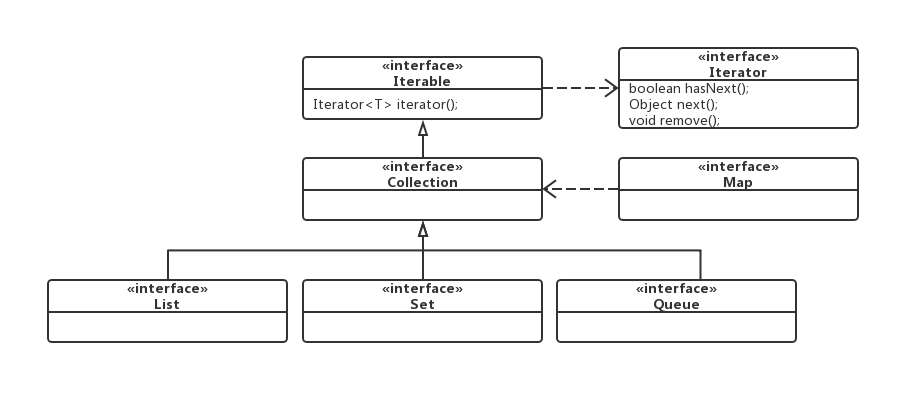 «interface»
Iterable
Iterator<T> iterator();
«interface»
Iterator
boolean hasNext();
Object next();
void remove();
«interface»
Collection
«interface»
Map
«interface»
List
«interface»
Set
«interface»
Queue